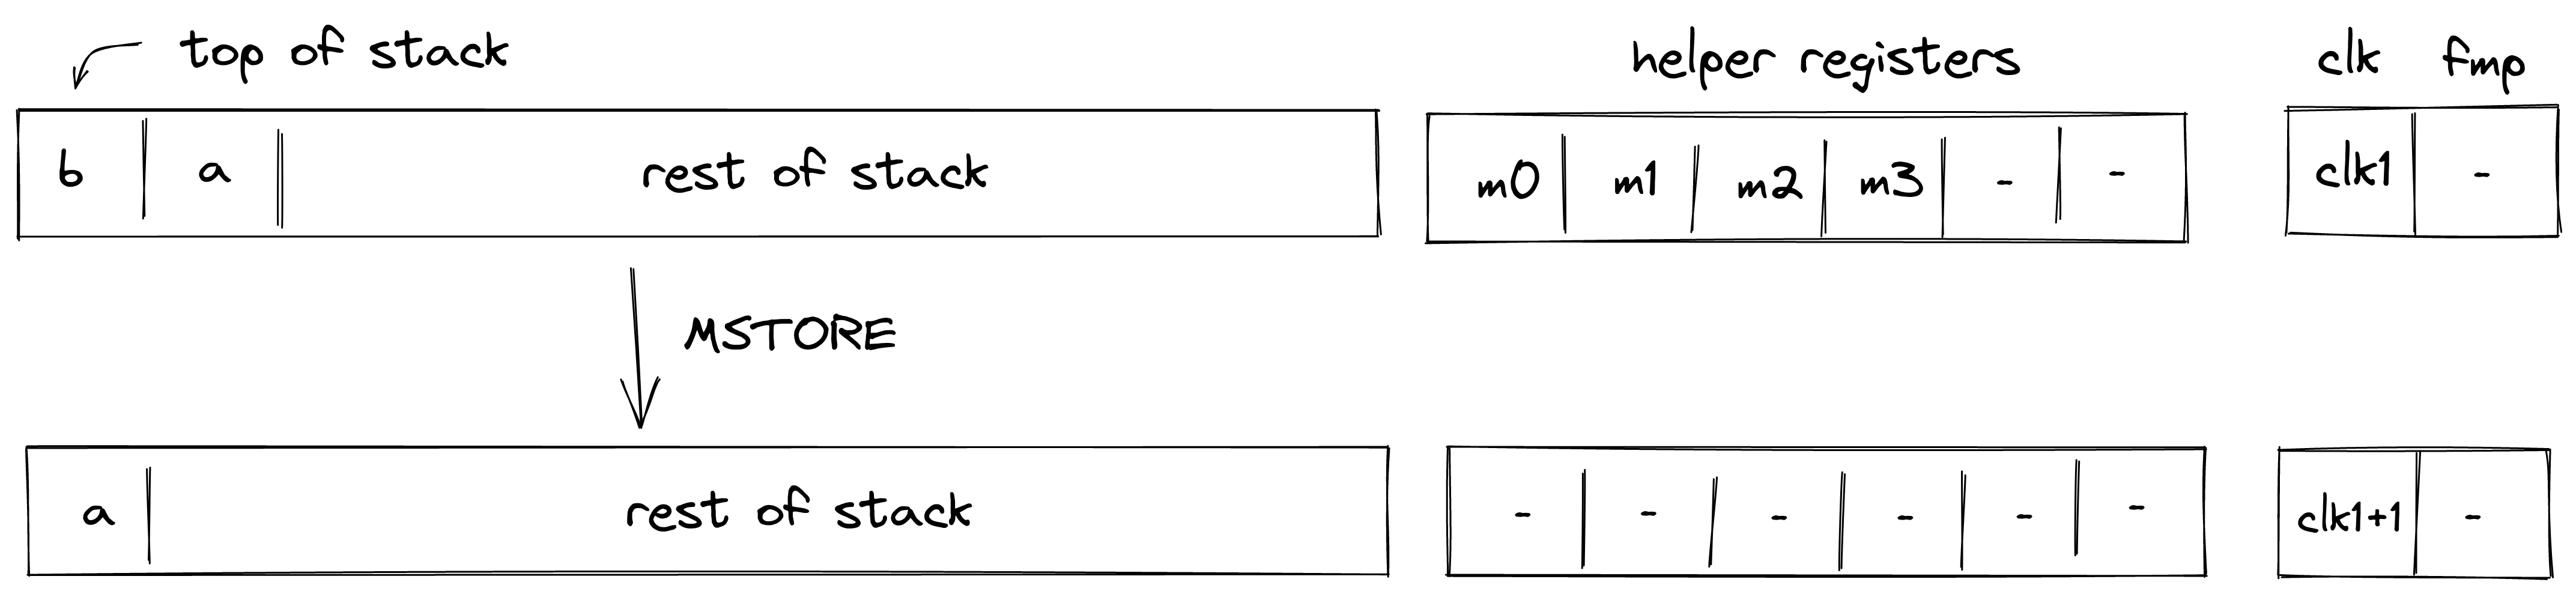 top of stack helper registers clk fmp
b a rest of stack m0 m1 m2 m3 - - clk1 -
MSTORE
a rest of stack - - - - - - clk1+1 -